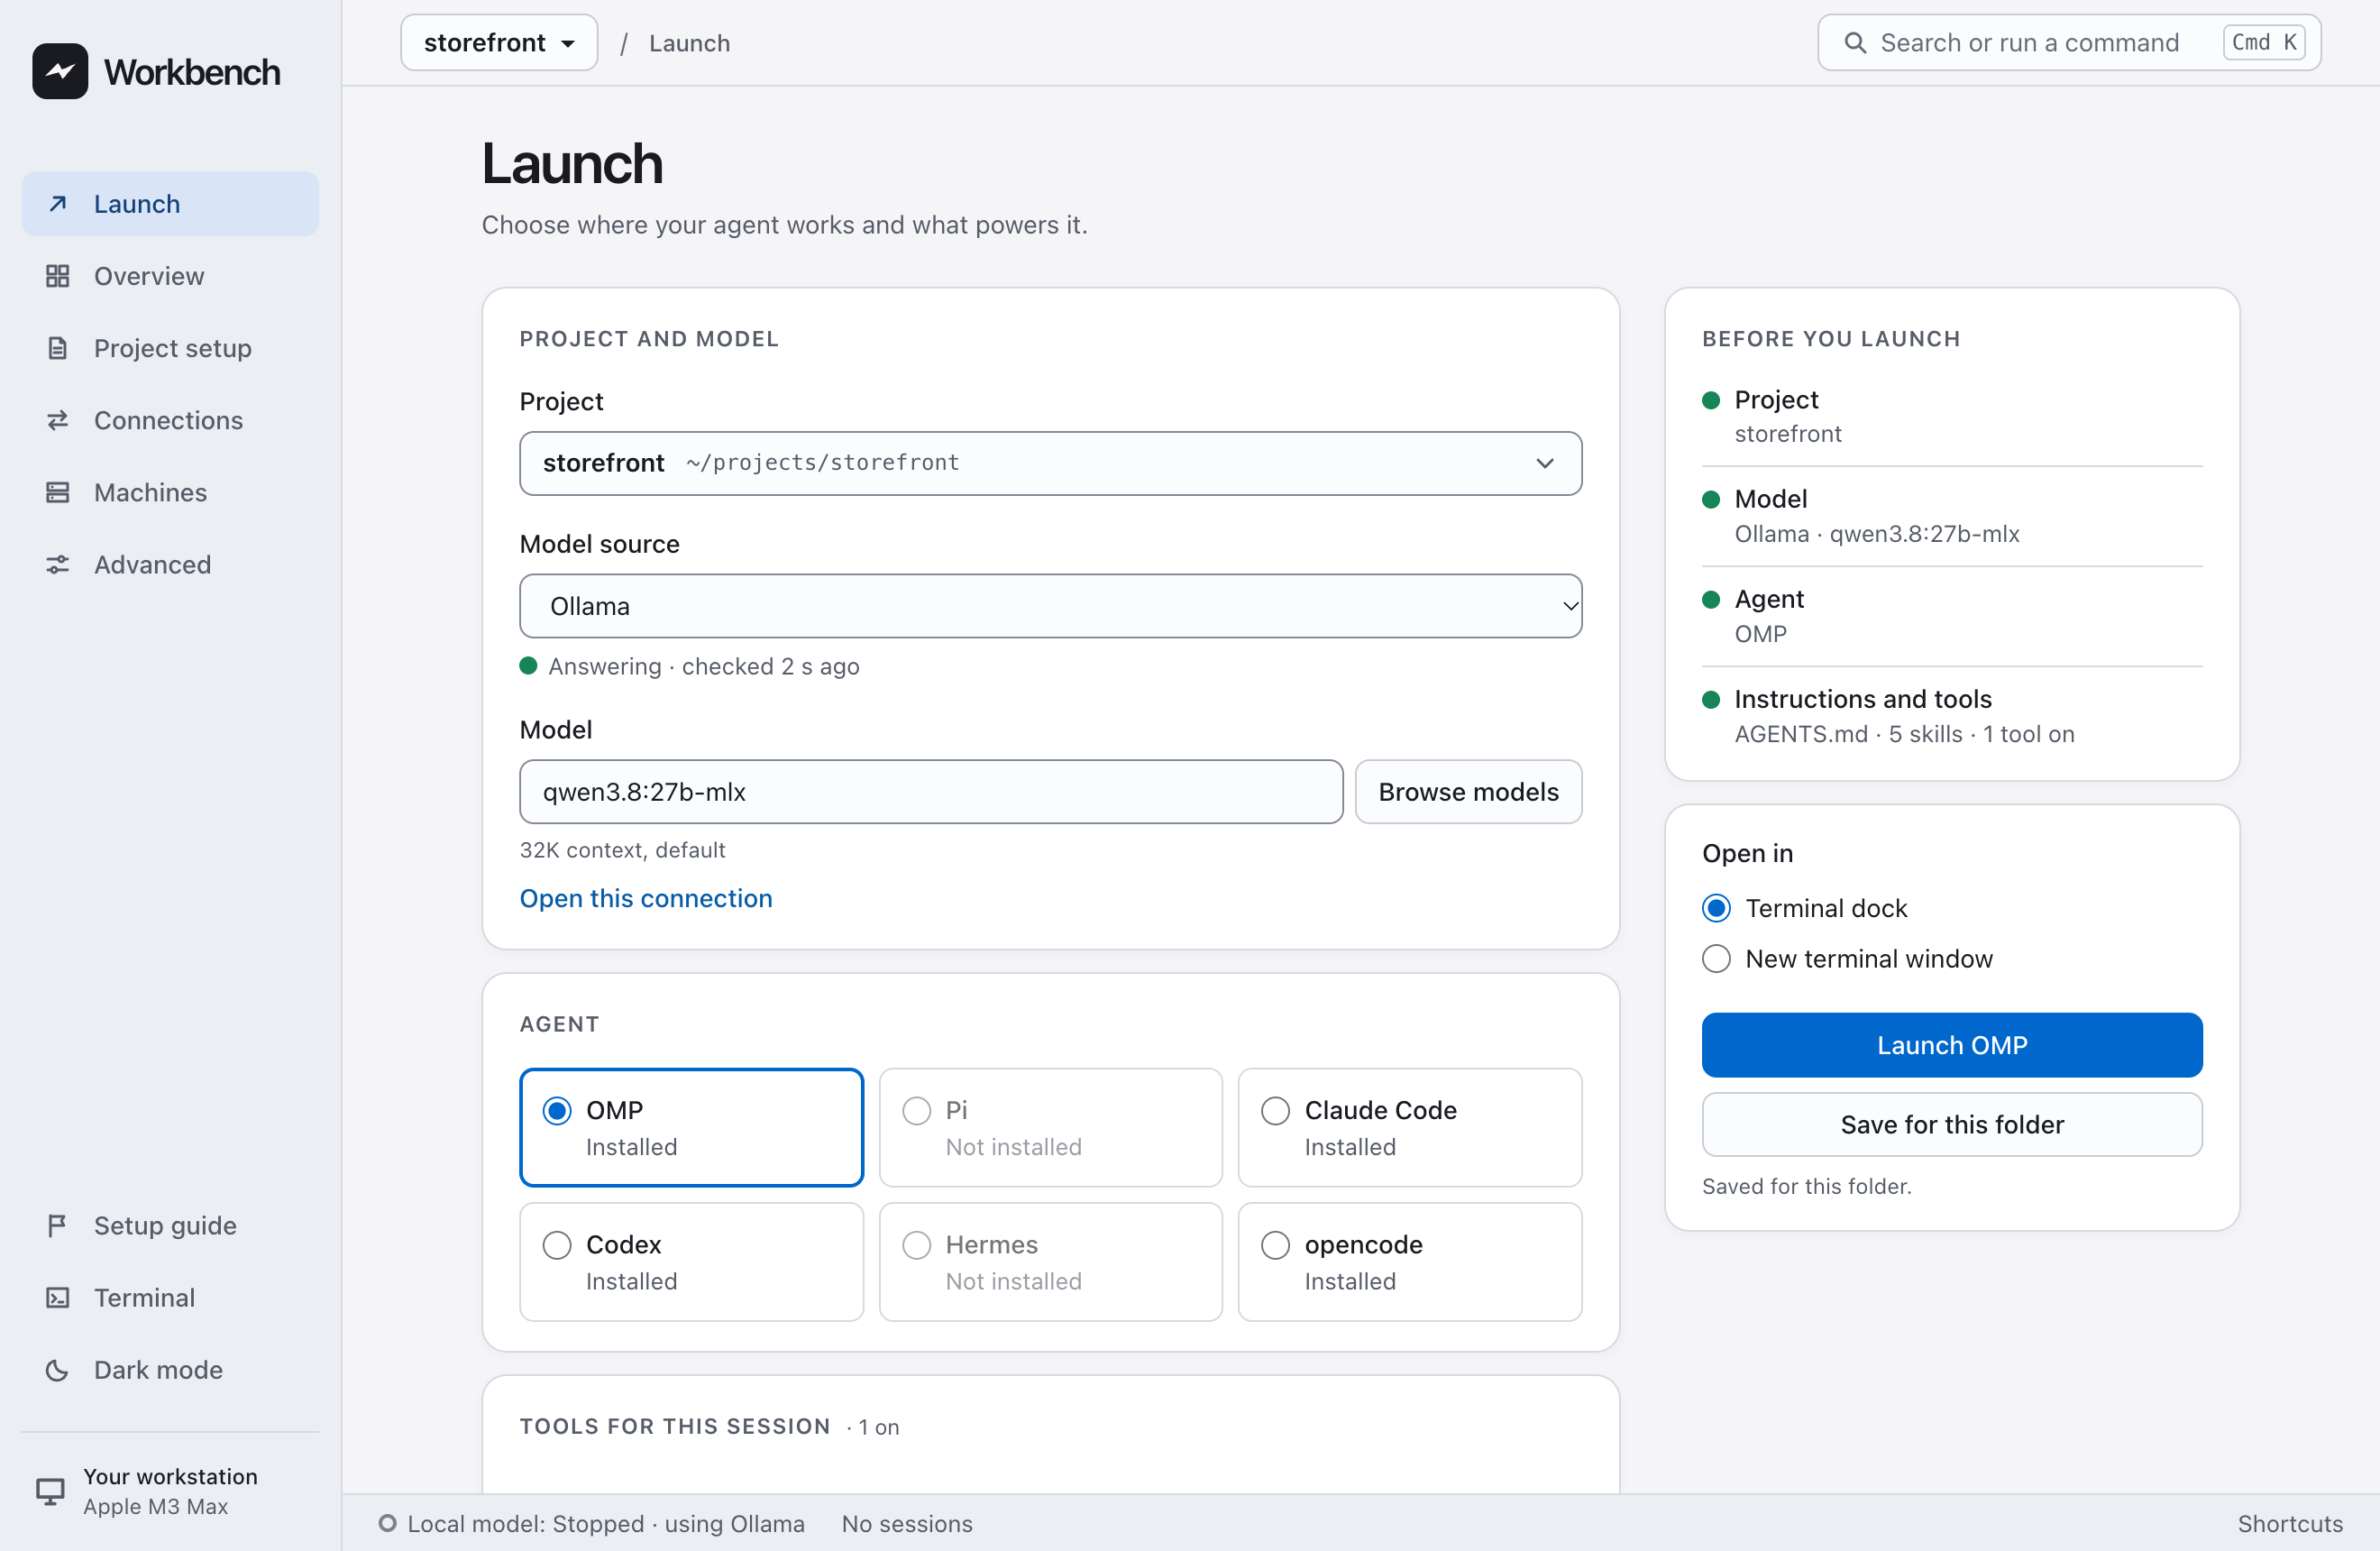 Workbench
Launch
Overview
Project setup
Connections
Machines
Advanced
Setup guide
Terminal
Dark mode
Your workstation
Apple M3 Max
storefront / Launch
Search or run a command Cmd K
Launch
Choose where your agent works and what powers it.
PROJECT AND MODEL
Project
storefront ~/projects/storefront
Model source
Ollama
Answering · checked 2 s ago
Model
qwen3.8:27b-mlx Browse models
32K context, default
Open this connection
AGENT
OMP
Installed
Pi
Not installed
Claude Code
Installed
Codex
Installed
Hermes
Not installed
opencode
Installed
TOOLS FOR THIS SESSION · 1 on
BEFORE YOU LAUNCH
Project
storefront
Model
Ollama · qwen3.8:27b-mlx
Agent
OMP
Instructions and tools
AGENTS.md · 5 skills · 1 tool on
Open in
Terminal dock
New terminal window
Launch OMP
Save for this folder
Saved for this folder.
Local model: Stopped · using Ollama No sessions Shortcuts